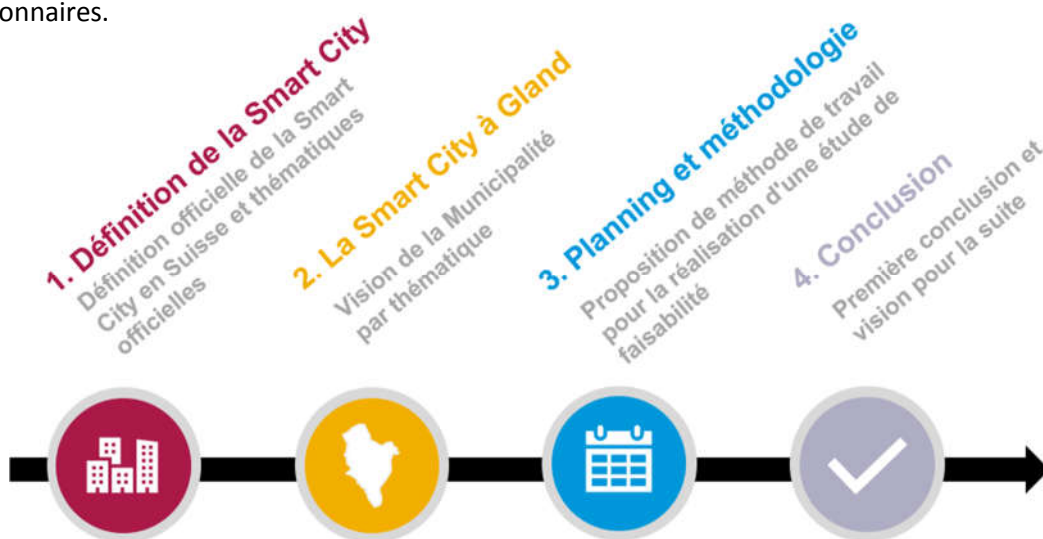 onnaires.
1. Définition de la Smart City
Définition officielle de la Smart
City en Suisse et thématiques
officielles
2. La Smart City à Gland
Vision de la Municipalité
par thématique
3. Planning et méthodologie
Proposition de méthode de travail
pour la réalisation d'une étude de
faisabilité
4. Conclusion
Première conclusion et
vision pour la suite